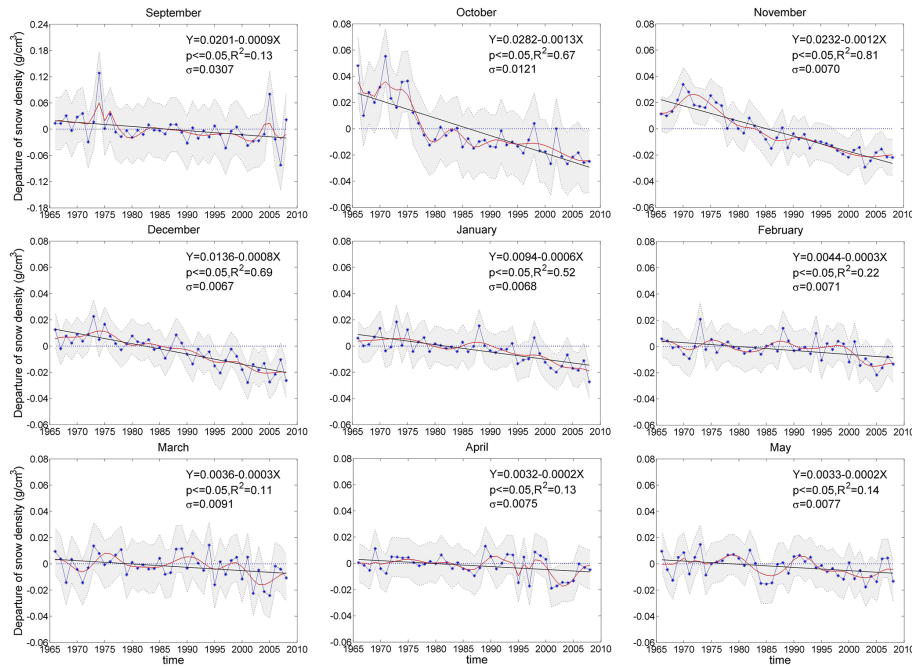 September October November
Departure of snow density (g/cm³)
0.24 0.18 0.12 0.06 0 -0.06 -0.12 -0.18
Y=0.0201-0.0009X
p<=0.05,R²=0.13
σ=0.0307
1965 1970 1975 1980 1985 1990 1995 2000 2005 2010
0.08 0.06 0.04 0.02 0 -0.02 -0.04 -0.06
Y=0.0282-0.0013X
p<=.05,R²=0.67
σ=0.0121
1965 1970 1975 1980 1985 1990 1995 2000 2005 2010
0.08 0.06 0.04 0.02 0 -0.02 -0.04 -0.06
Y=0.0232-0.0012X
p<=.05,R²=0.81
σ=0.0070
1965 1970 1975 1980 1985 1990 1995 2000 2005 2010
December January February
Departure of snow density (g/cm³)
0.08 0.06 0.04 0.02 0 -0.02 -0.04 -0.06
Y=0.0136-0.0008X
p<=.05,R²=0.69
σ=0.0067
1965 1970 1975 1980 1985 1990 1995 2000 2005 2010
0.08 0.06 0.04 0.02 0 -0.02 -0.04 -0.06
Y=0.0094-0.0006X
p<=.05,R²=0.52
σ=0.0068
1965 1970 1975 1980 1985 1990 1995 2000 2005 2010
0.08 0.06 0.04 0.02 0 -0.02 -0.04 -0.06
Y=0.0044-0.0003X
p<=.05,R²=0.22
σ=0.0071
1965 1970 1975 1980 1985 1990 1995 2000 2005 2010
March April May
Departure of snow density (g/cm³)
0.08 0.06 0.04 0.02 0 -0.02 -0.04 -0.06
Y=0.0036-0.0003X
p<=.05,R²=0.11
σ=0.0091
1965 1970 1975 1980 1985 1990 1995 2000 2005 2010
time
0.08 0.06 0.04 0.02 0.00 -0.02 -0.04 -0.06
Y=0.0032-0.0002X
p<=.05,R²=0.13
σ=0.0075
1965 1970 1975 1980 1985 1990 1995 2000 2005 2010
time
0.08 0.06 0.04 0.02 0 -0.02 -0.04 -0.06
Y=0.0033-0.0002X
p<=.05,R²=0.14
σ=0.0077
1965 1970 1975 1980 1985 1990 1995 2000 2005 2010
time